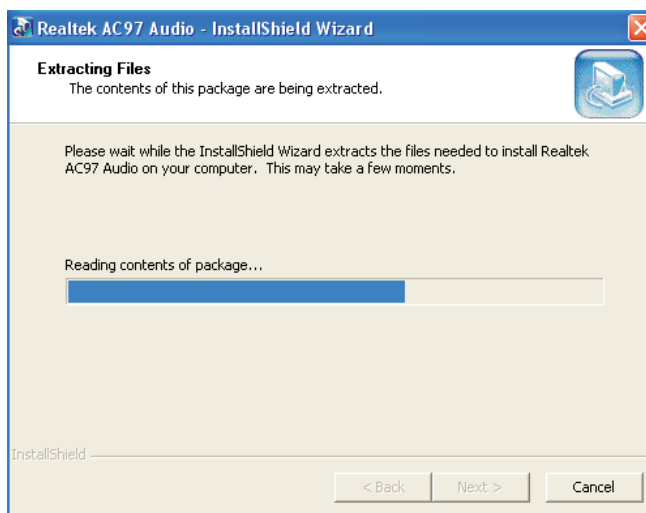 Realtek AC97 Audio - InstallShield Wizard
Extracting Files
The contents of this package are being extracted.
Please wait while the InstallShield Wizard extracts the files needed to install Realtek
AC97 Audio on your computer.  This may take a few moments.
Reading contents of package...
InstallShield
< Back
Next >
Cancel